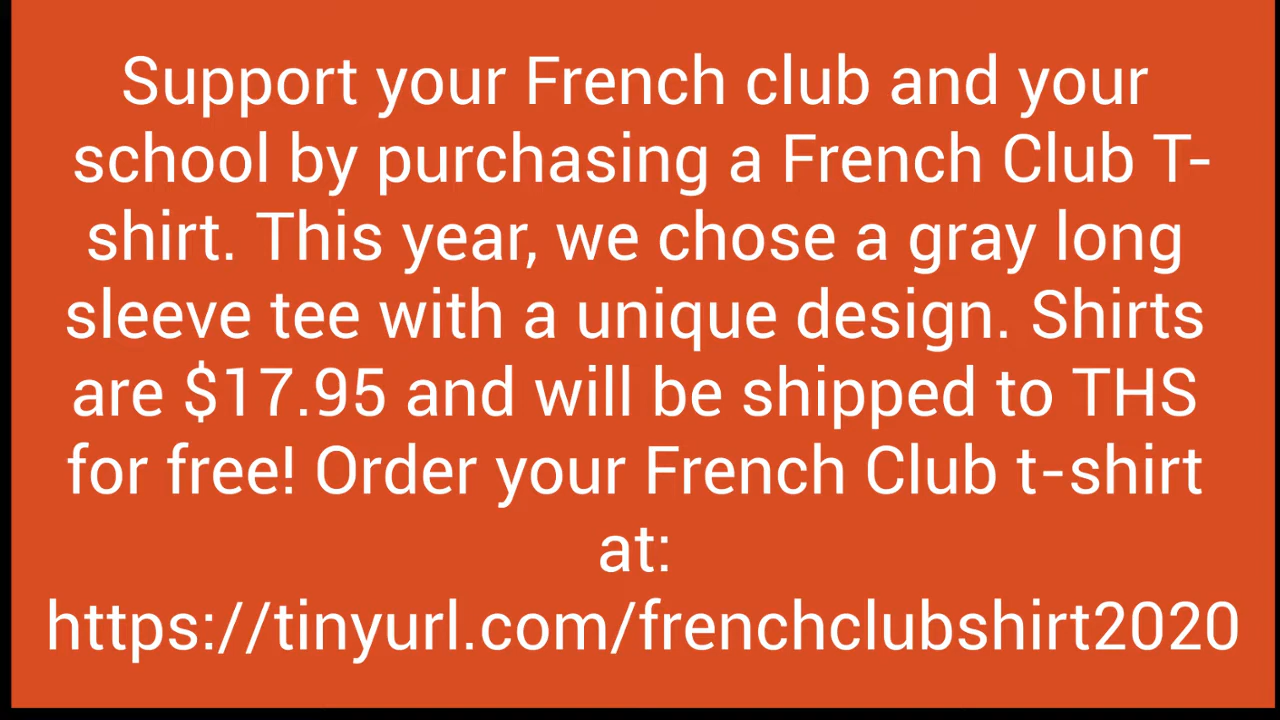 Support your French club and your
school by purchasing a French Club T-
shirt. This year, we chose a gray long
sleeve tee with a unique design. Shirts
are $17.95 and will be shipped to THS
for free! Order your French Club t-shirt
at:
https://tinyurl.com/frenchclubshirt2020